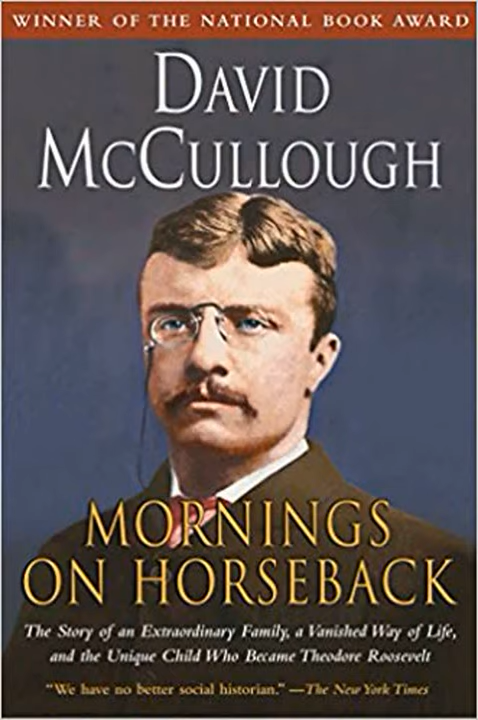 WINNER OF THE NATIONAL BOOK AWARD
DAVID
MCCULLOUGH
MORNINGS
ON HORSEBACK
The Story of an Extraordinary Family, a Vanished Way of Life,
and the Unique Child Who Became Theodore Roosevelt
“We have no better social historian.” —The New York Times